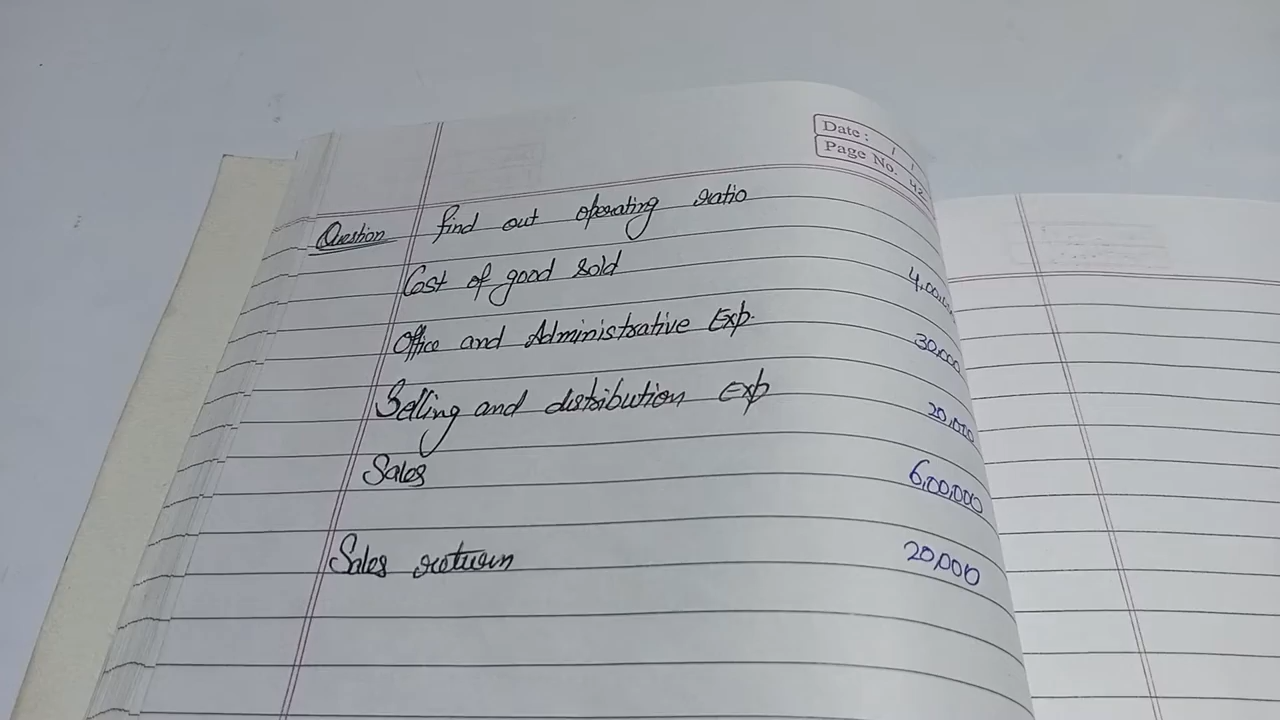 Date : / /
Page No. 42
Question find out operating ratio
Cost of good sold
Office and Administrative Exp. 30,000
Selling and distribution Exp 20,000
Sales 6,00,000
Sales return 20,000